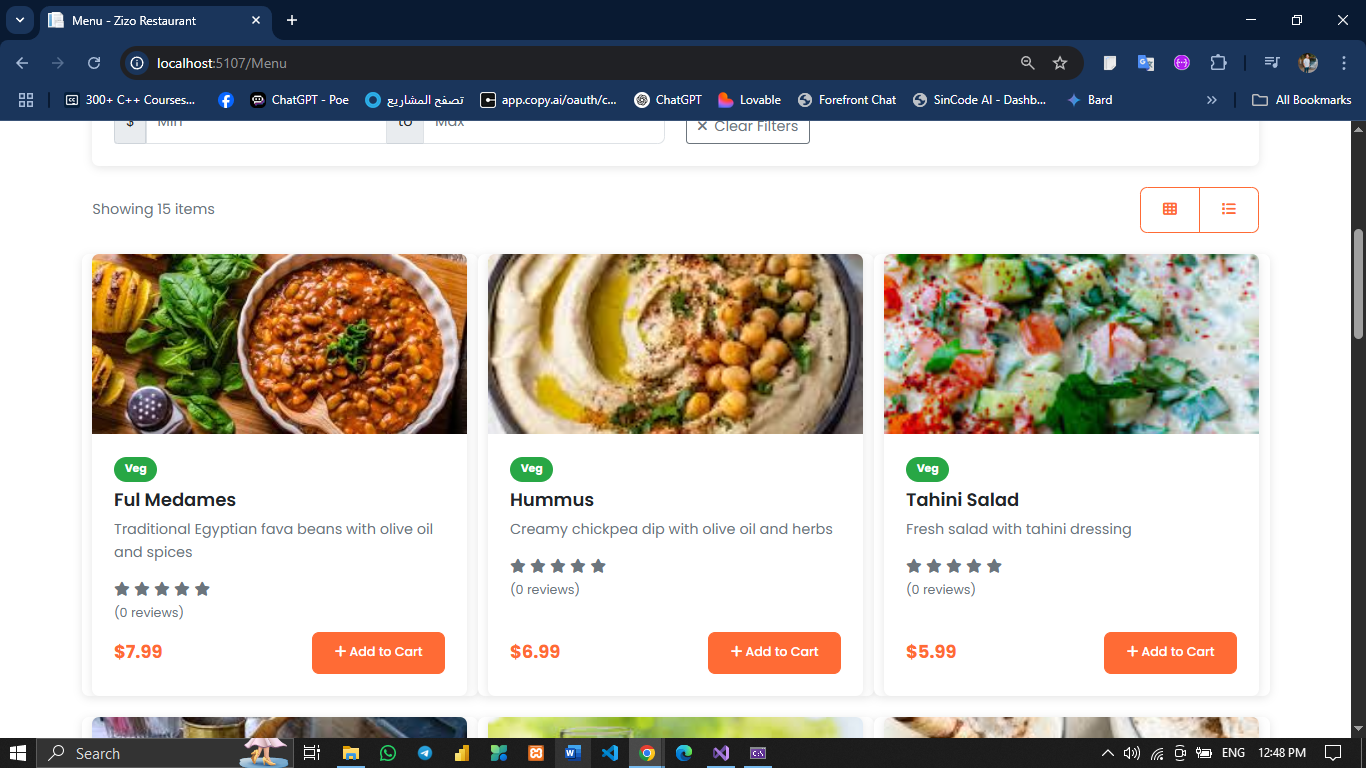 Menu - Zizo Restaurant
localhost:5107/Menu
300+ C++ Courses...
ChatGPT - Poe
تصفح المشاريع
app.copy.ai/oauth/c...
ChatGPT
Lovable
Forefront Chat
SinCode AI - Dashb...
Bard
All Bookmarks
$ Min to Max
Clear Filters
Showing 15 items
Veg
Ful Medames
Traditional Egyptian fava beans with olive oil
and spices
(0 reviews)
$7.99
+ Add to Cart
Veg
Hummus
Creamy chickpea dip with olive oil and herbs
(0 reviews)
$6.99
+ Add to Cart
Veg
Tahini Salad
Fresh salad with tahini dressing
(0 reviews)
$5.99
+ Add to Cart
Search
ENG
12:48 PM